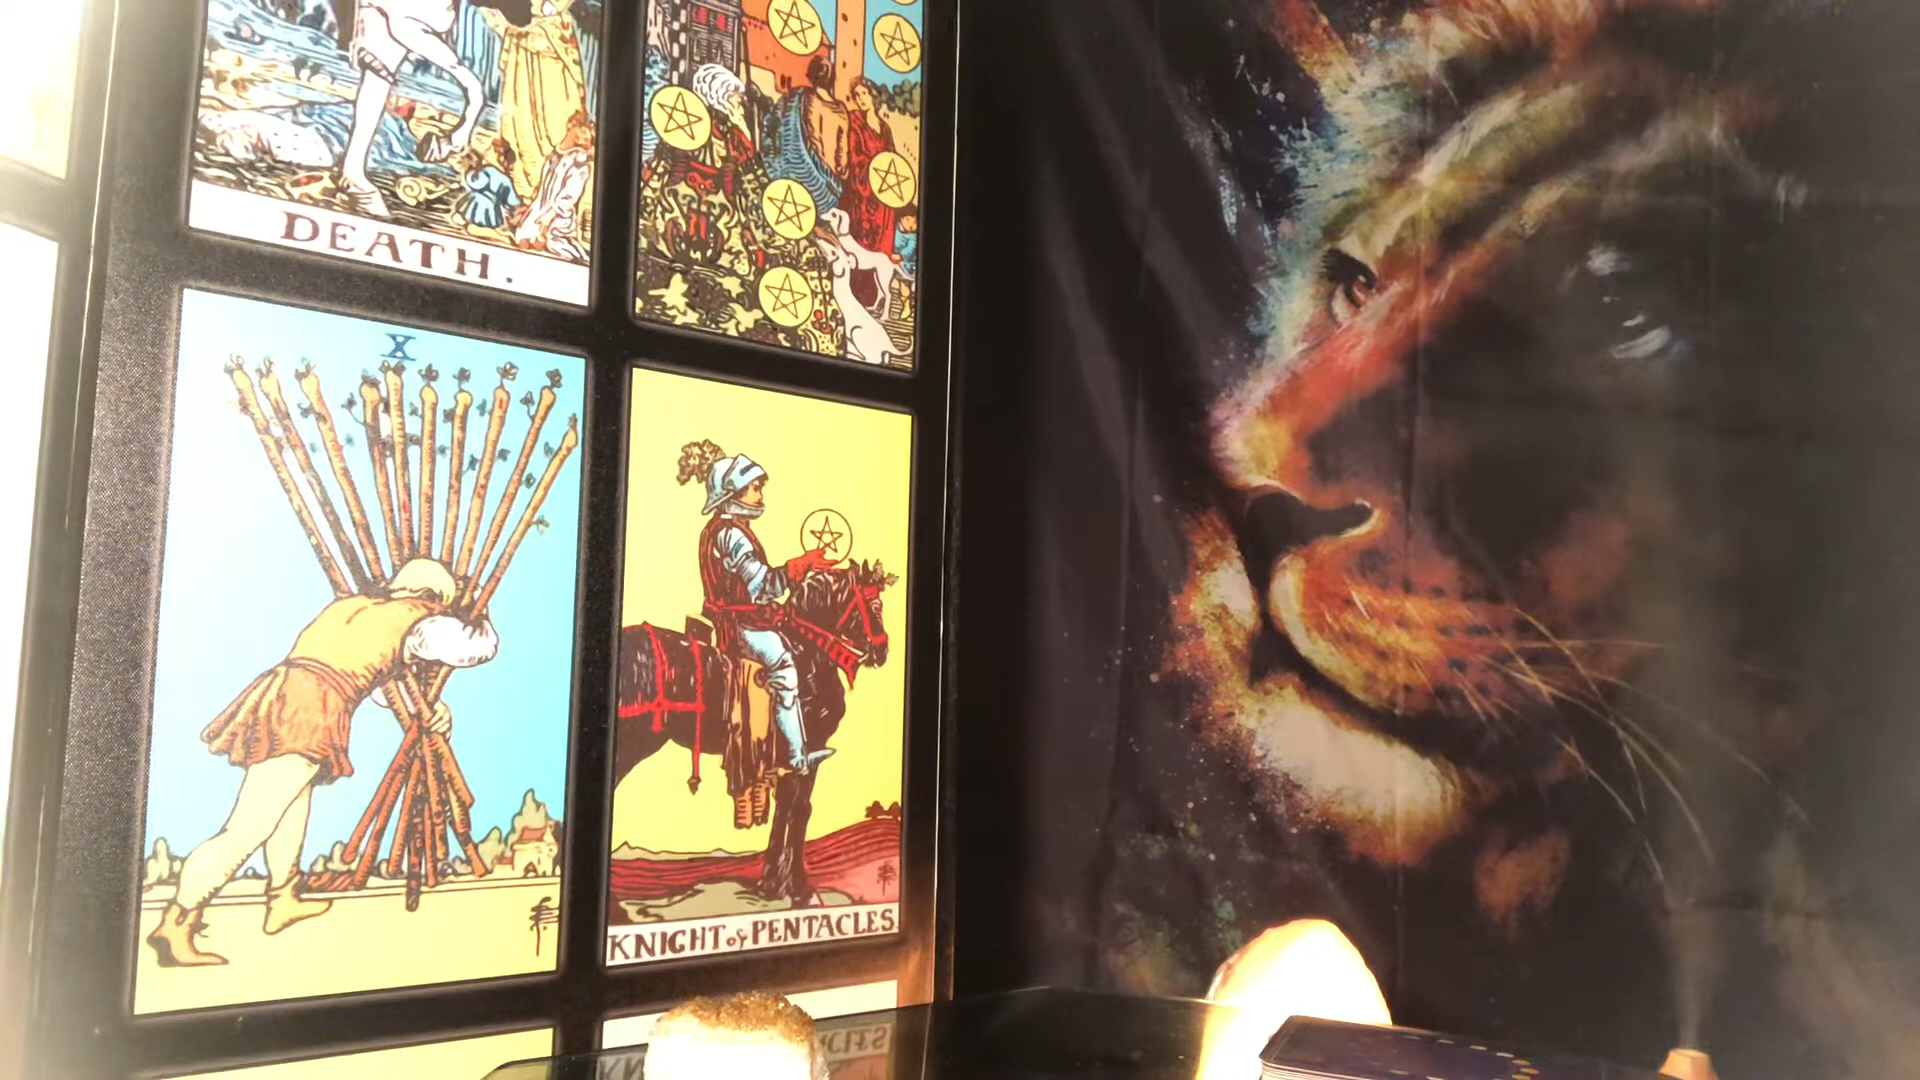 DEATH.
X
KNIGHT of PENTACLES.